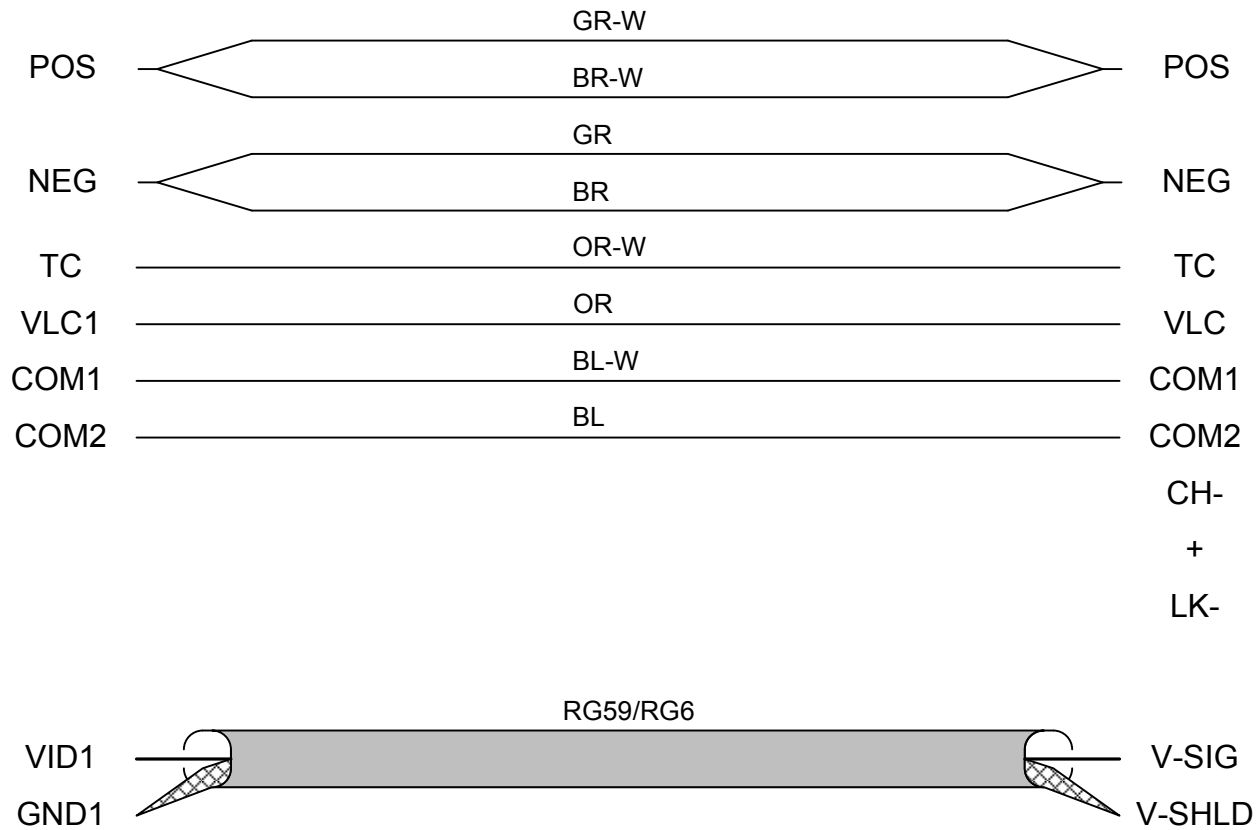 GR-W
POS POS
BR-W
GR
NEG NEG
BR
OR-W
TC TC
OR
VLC1 VLC
BL-W
COM1 COM1
BL
COM2 COM2
CH-
+
LK-
RG59/RG6
VID1 V-SIG
GND1 V-SHLD